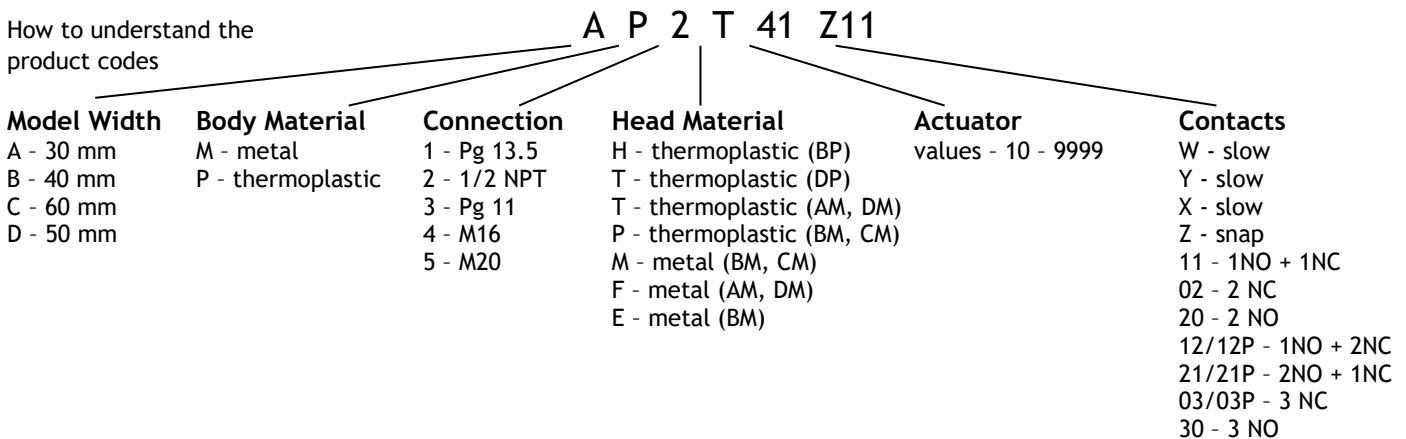 How to understand the
product codes
A P 2 T 41 Z11
Model Width
A – 30 mm
B – 40 mm
C – 60 mm
D – 50 mm
Body Material
M – metal
P – thermoplastic
Connection
1 – Pg 13.5
2 – 1/2 NPT
3 – Pg 11
4 – M16
5 – M20
Head Material
H – thermoplastic (BP)
T – thermoplastic (DP)
T – thermoplastic (AM, DM)
P – thermoplastic (BM, CM)
M – metal (BM, CM)
F – metal (AM, DM)
E – metal (BM)
Actuator
values – 10 – 9999
Contacts
W - slow
Y - slow
X - slow
Z - snap
11 – 1NO + 1NC
02 – 2 NC
20 – 2 NO
12/12P – 1NO + 2NC
21/21P – 2NO + 1NC
03/03P – 3 NC
30 – 3 NO